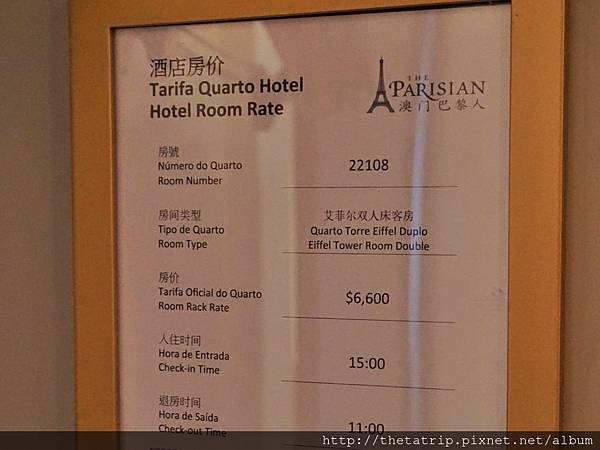 酒店房价
Tarifa Quarto Hotel
Hotel Room Rate
THE
PARISIAN
澳门巴黎人
房號
Número do Quarto
Room Number
22108
房间类型
Tipo de Quarto
Room Type
艾菲尔双人床客房
Quarto Torre Eiffel Duplo
Eiffel Tower Room Double
房价
Tarifa Oficial do Quarto
Room Rack Rate
$6,600
入住时间
Hora de Entrada
Check-in Time
15:00
退房时间
Hora de Saída
Check-out Time
11:00
http://thetatrip.pixnet.net/album